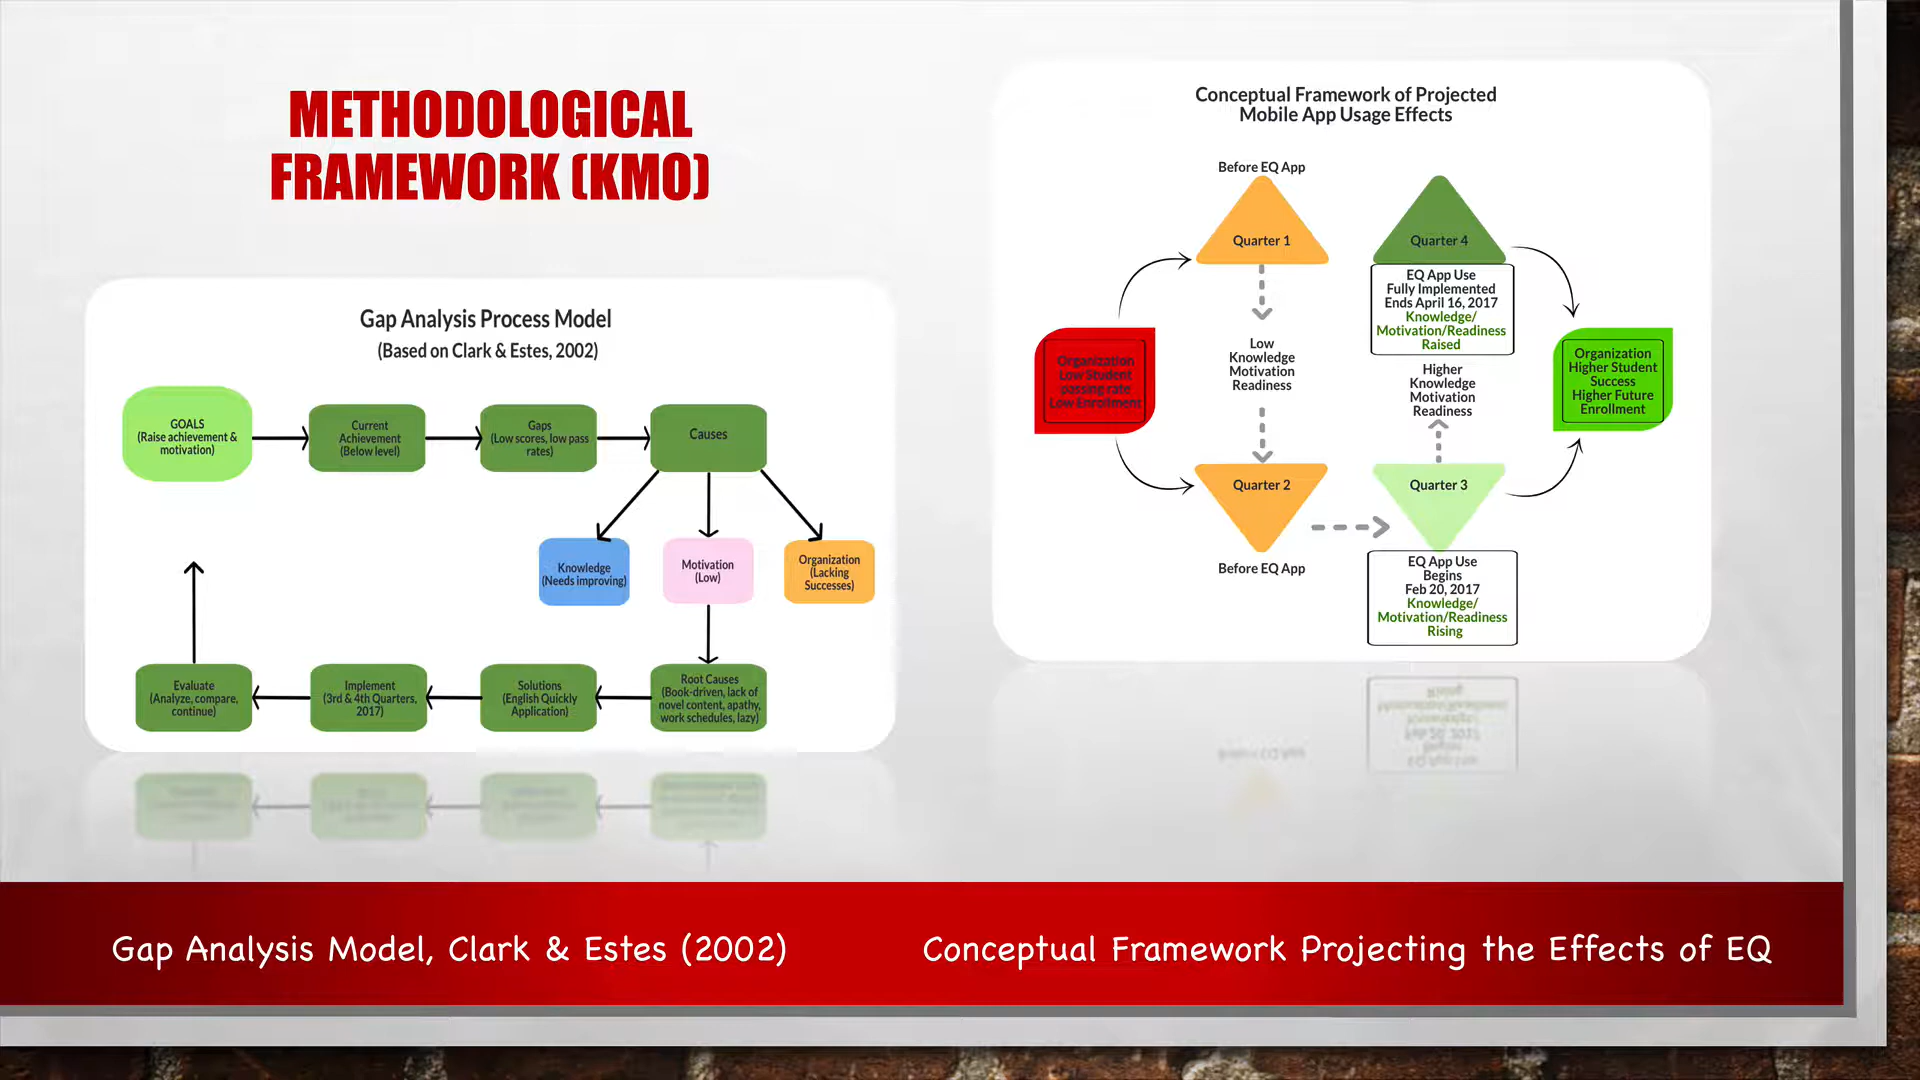 METHODOLOGICAL
FRAMEWORK (KMO)
Gap Analysis Process Model
(Based on Clark & Estes, 2002)
GOALS
(Raise achievement &
motivation)
Current
Achievement
(Below level)
Gaps
(Low scores, low pass
rates)
Causes
Knowledge
(Needs improving)
Motivation
(Low)
Organization
(Lacking
Successes)
Evaluate
(Analyze, compare,
continue)
Implement
(3rd & 4th Quarters,
2017)
Solutions
(English Quickly
Application)
Root Causes
(Book-driven, lack of
novel content, apathy,
work schedules, lazy)
Conceptual Framework of Projected
Mobile App Usage Effects
Before EQ App
Quarter 1
Quarter 4
EQ App Use
Fully Implemented
Ends April 16, 2017
Knowledge/
Motivation/Readiness
Raised
Organization
Low Student
passing rate
Low Enrollment
Low
Knowledge
Motivation
Readiness
Higher
Knowledge
Motivation
Readiness
Organization
Higher Student
Success
Higher Future
Enrollment
Quarter 2
Quarter 3
Before EQ App
EQ App Use
Begins
Feb 20, 2017
Knowledge/
Motivation/Readiness
Rising
Gap Analysis Model, Clark & Estes (2002)
Conceptual Framework Projecting the Effects of EQ